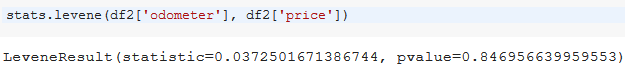 stats.levene(df2['odometer'], df2['price'])
LeveneResult(statistic=0.0372501671386744, pvalue=0.846956639959553)